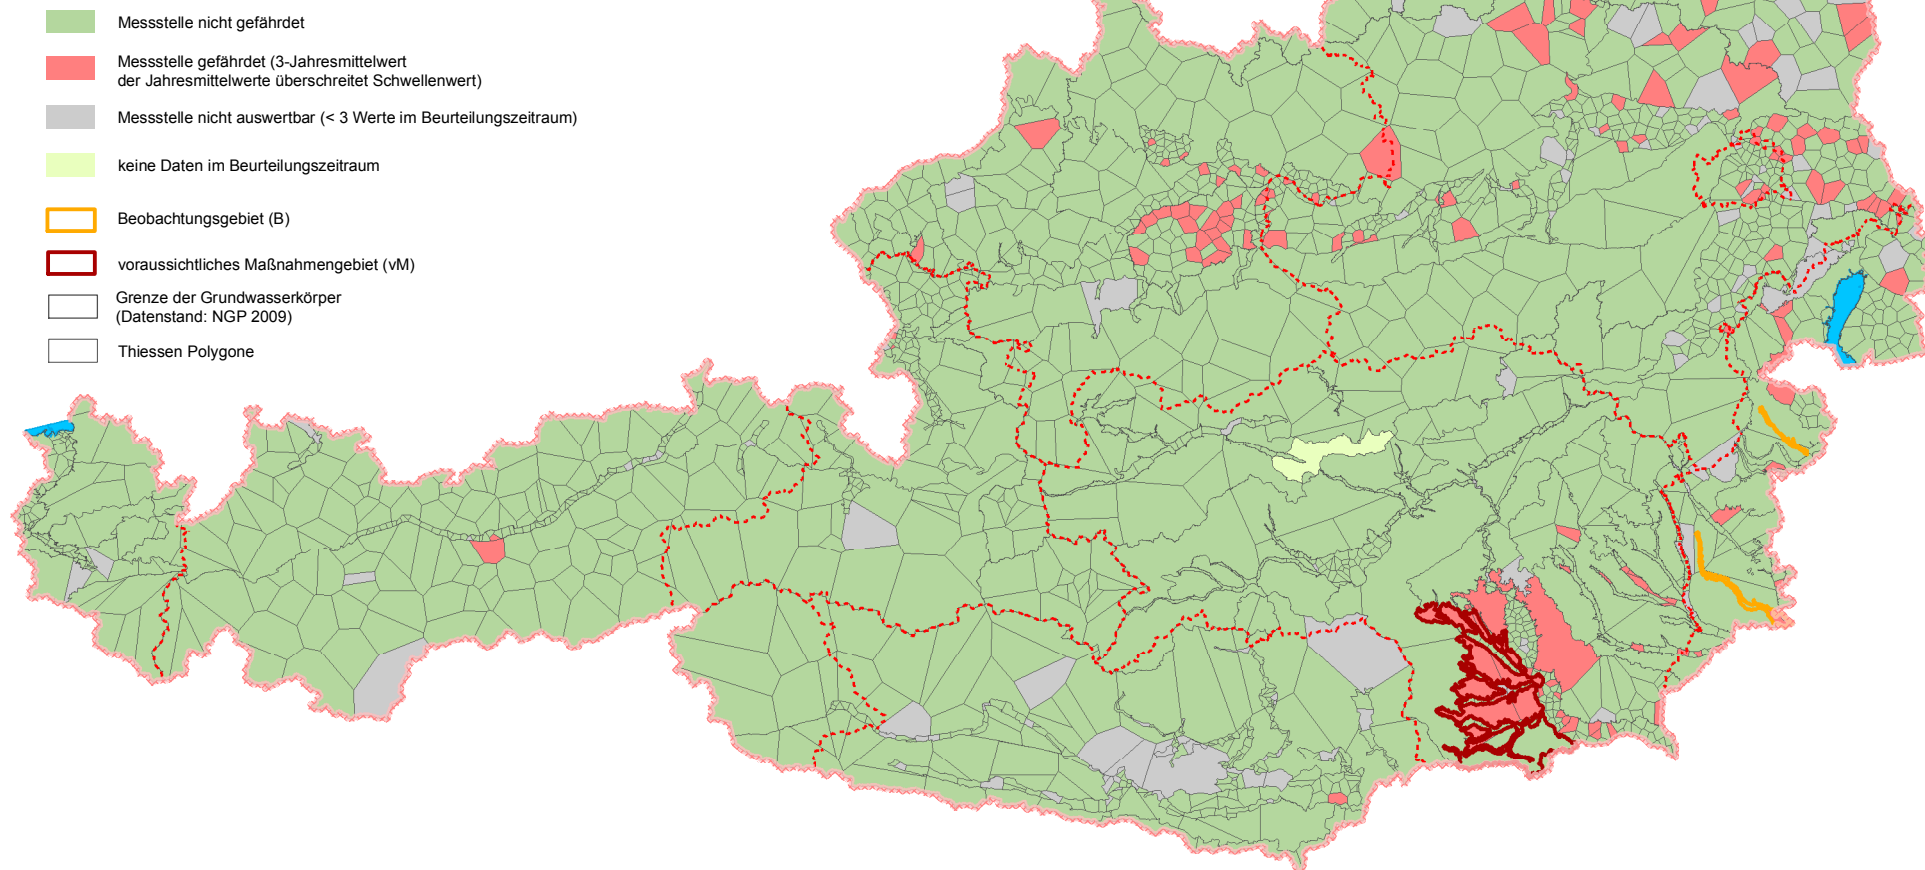 Messstelle nicht gefährdet
Messstelle gefährdet (3-Jahresmittelwert
der Jahresmittelwerte überschreitet Schwellenwert)
Messstelle nicht auswertbar (< 3 Werte im Beurteilungszeitraum)
keine Daten im Beurteilungszeitraum
Beobachtungsgebiet (B)
voraussichtliches Maßnahmengebiet (vM)
Grenze der Grundwasserkörper
(Datenstand: NGP 2009)
Thiessen Polygone